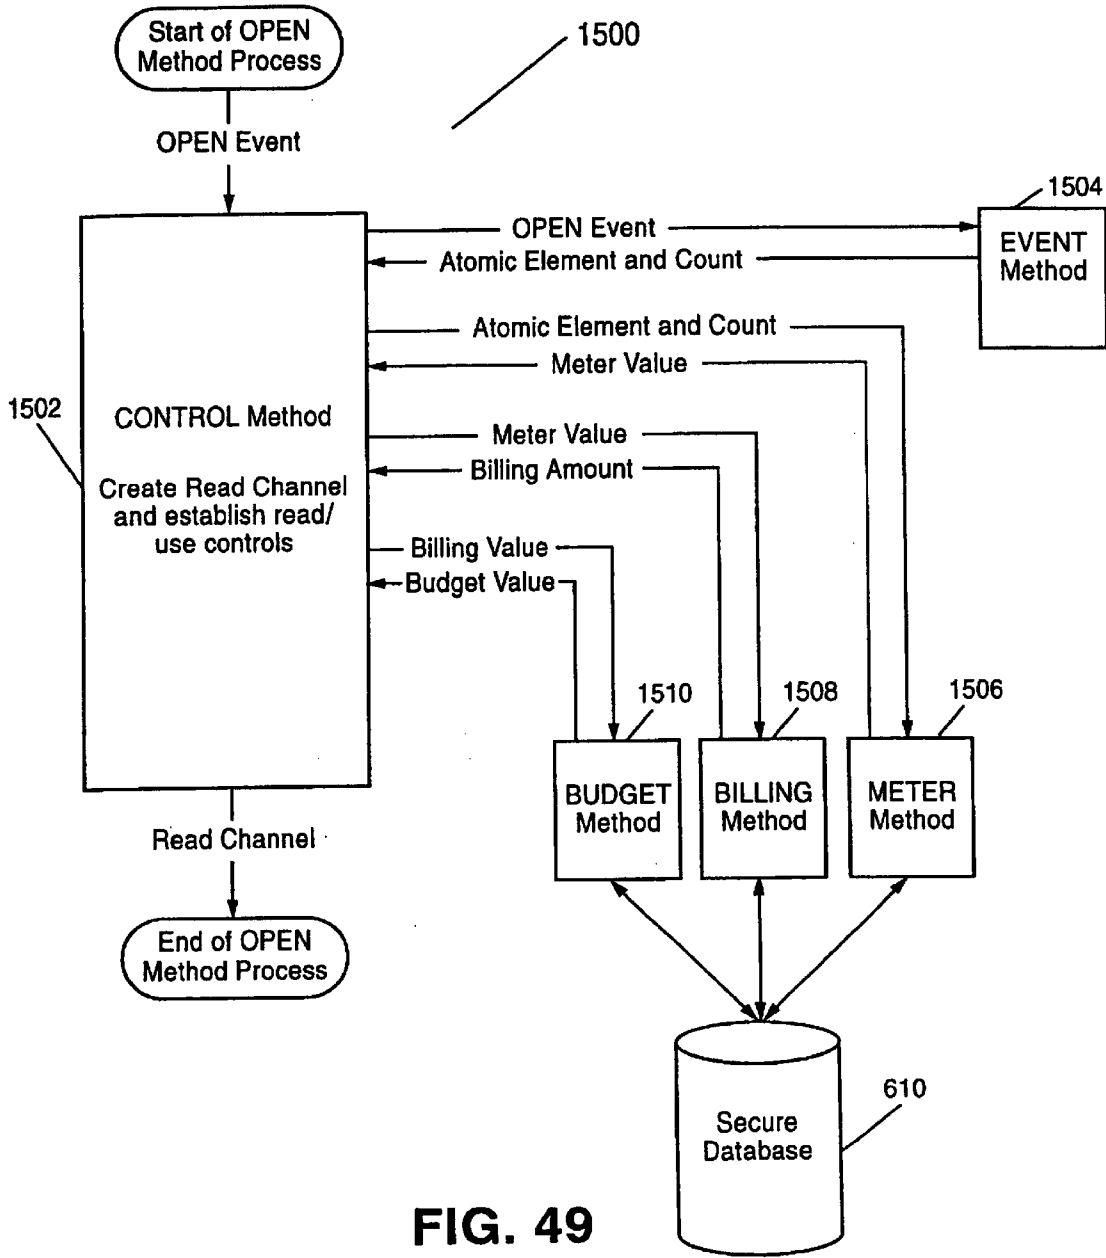 Start of OPEN
Method Process
1500
OPEN Event
1504
OPEN Event
EVENT
Method
Atomic Element and Count
Atomic Element and Count
Meter Value
1502
CONTROL Method
Meter Value
Billing Amount
Create Read Channel
and establish read/
use controls
Billing Value
Budget Value
1510
1508
1506
BUDGET
Method
BILLING
Method
METER
Method
Read Channel
End of OPEN
Method Process
610
Secure
Database
FIG. 49